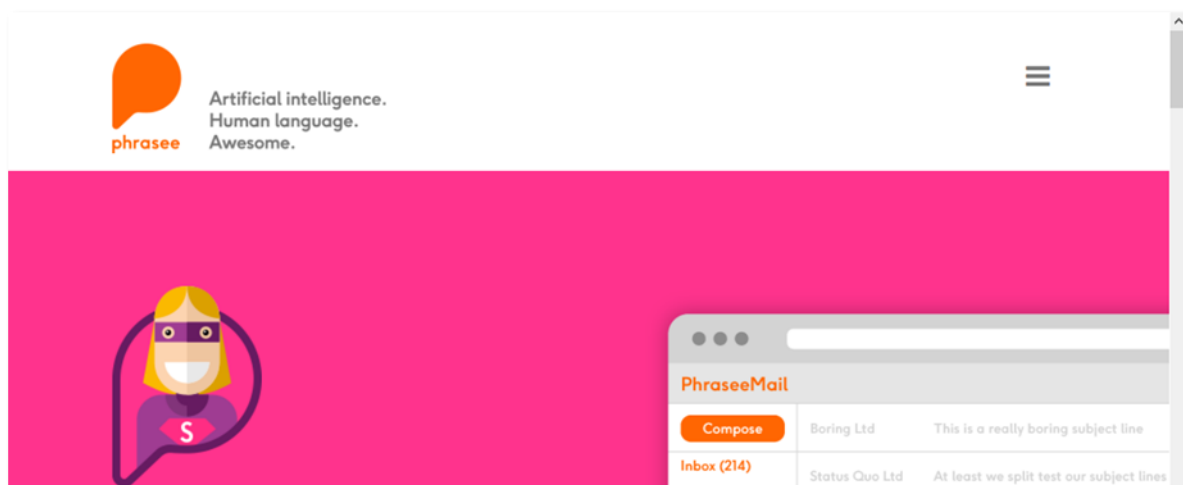 Artificial intelligence.
Human language.
phrasee Awesome.
PhraseeMail
Compose Boring Ltd This is a really boring subject line
Inbox (214)
Status Quo Ltd At least we split test our subject lines
S